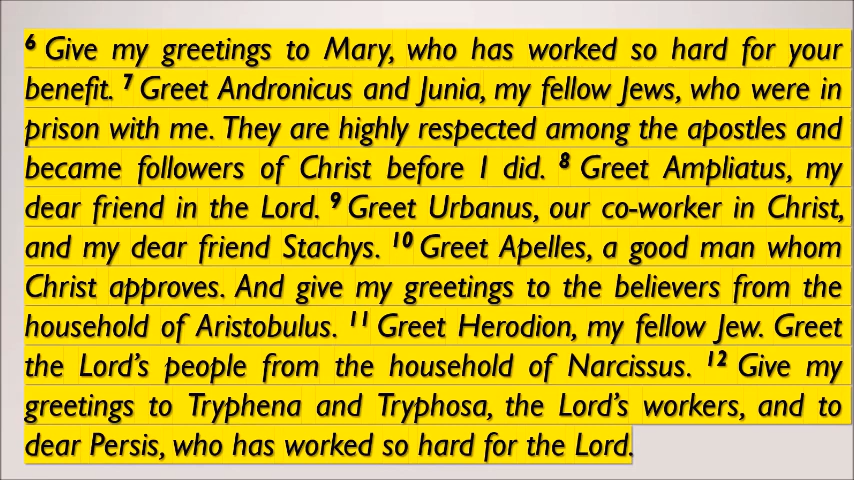 6 Give my greetings to Mary, who has worked so hard for your
benefit. 7 Greet Andronicus and Junia, my fellow Jews, who were in
prison with me. They are highly respected among the apostles and
became followers of Christ before I did. 8 Greet Ampliatus, my
dear friend in the Lord. 9 Greet Urbanus, our co-worker in Christ,
and my dear friend Stachys. 10 Greet Apelles, a good man whom
Christ approves. And give my greetings to the believers from the
household of Aristobulus. 11 Greet Herodion, my fellow Jew. Greet
the Lord's people from the household of Narcissus. 12 Give my
greetings to Tryphena and Tryphosa, the Lord's workers, and to
dear Persis, who has worked so hard for the Lord.